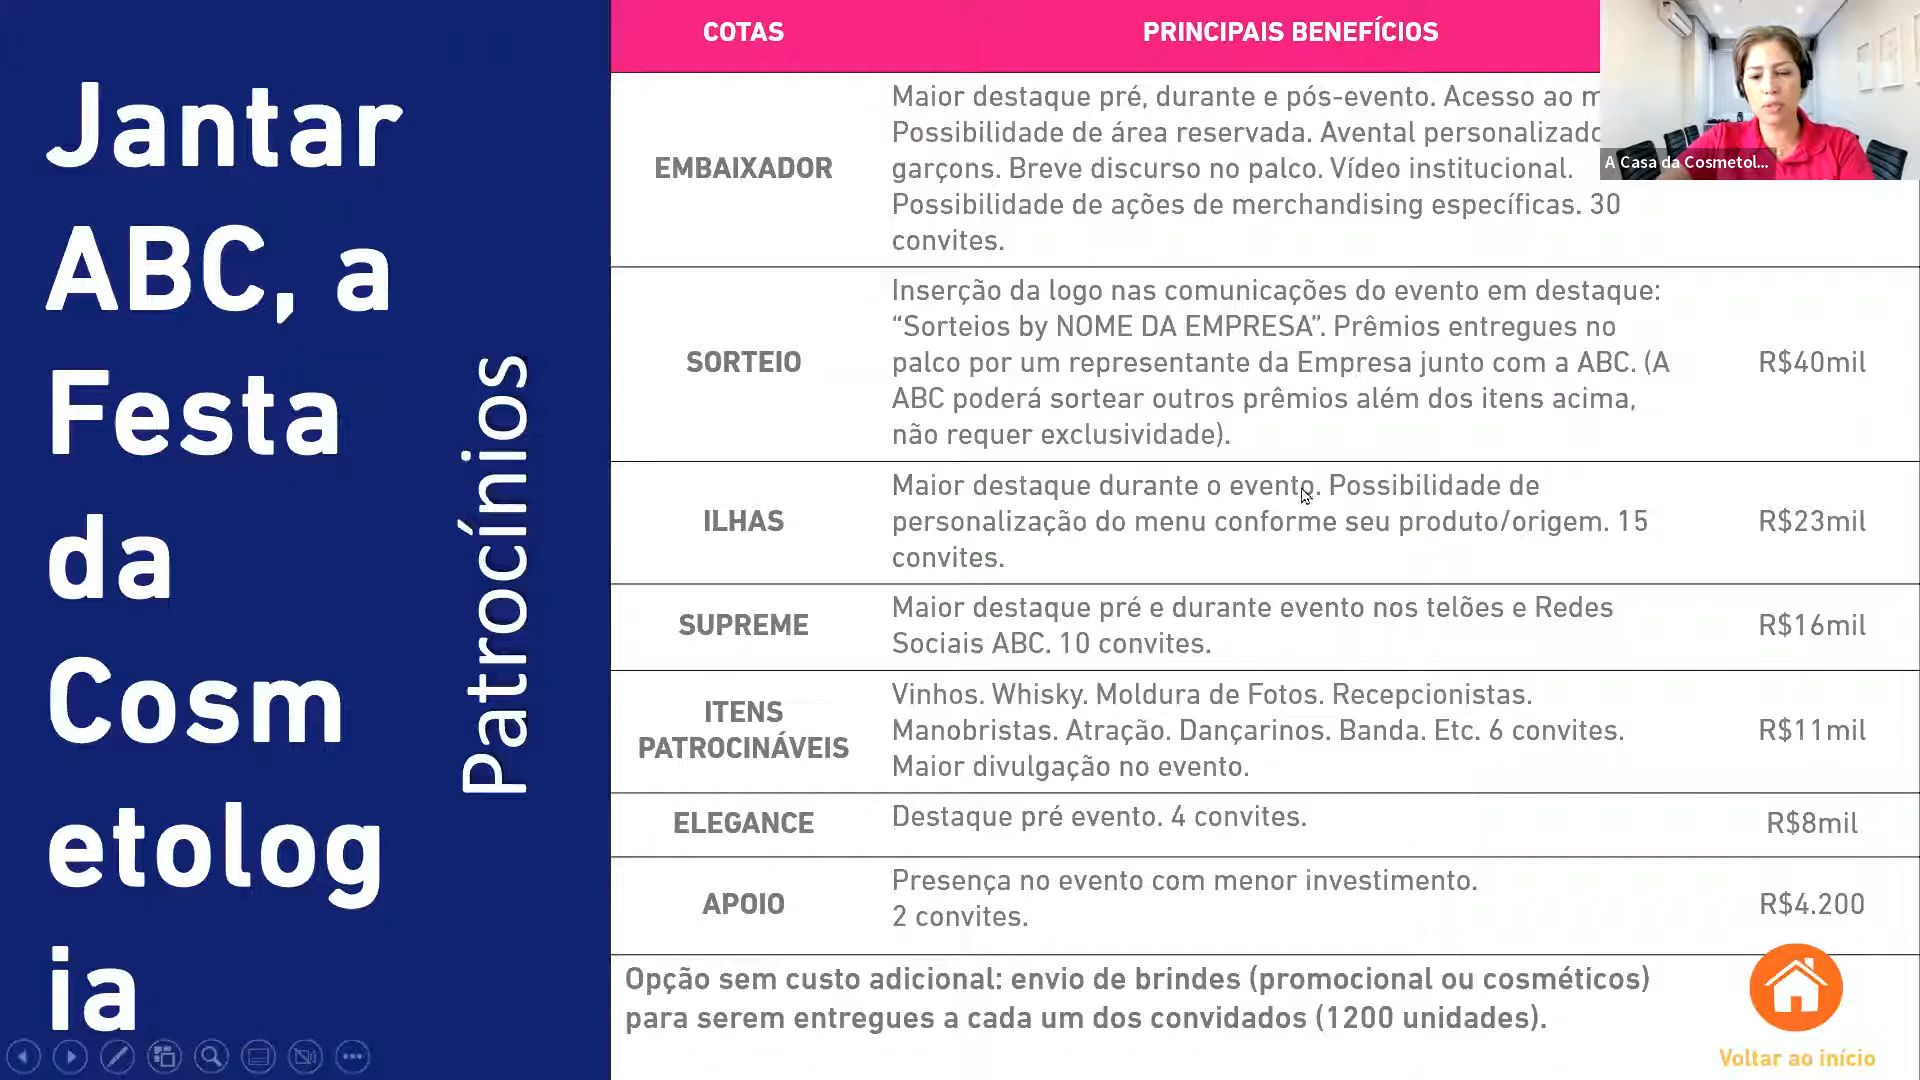 Jantar
ABC, a
Festa
da
Cosm
etolog
ia
Patrocínios
COTAS
PRINCIPAIS BENEFÍCIOS
EMBAIXADOR
Maior destaque pré, durante e pós-evento. Acesso ao
Possibilidade de área reservada. Avental personalizado
garçons. Breve discurso no palco. Vídeo institucional.
Possibilidade de ações de merchandising específicas. 30
convites.
A Casa da Cosmetol...
SORTEIO
Inserção da logo nas comunicações do evento em destaque:
“Sorteios by NOME DA EMPRESA”. Prêmios entregues no
palco por um representante da Empresa junto com a ABC. (A
ABC poderá sortear outros prêmios além dos itens acima,
não requer exclusividade).
R$40mil
ILHAS
Maior destaque durante o evento. Possibilidade de
personalização do menu conforme seu produto/origem. 15
convites.
R$23mil
SUPREME
Maior destaque pré e durante evento nos telões e Redes
Sociais ABC. 10 convites.
R$16mil
ITENS
PATROCINÁVEIS
Vinhos. Whisky. Moldura de Fotos. Recepcionistas.
Manobristas. Atração. Dançarinos. Banda. Etc. 6 convites.
Maior divulgação no evento.
R$11mil
ELEGANCE
Destaque pré evento. 4 convites.
R$8mil
APOIO
Presença no evento com menor investimento.
2 convites.
R$4.200
Opção sem custo adicional: envio de brindes (promocional ou cosméticos)
para serem entregues a cada um dos convidados (1200 unidades).
Voltar ao início